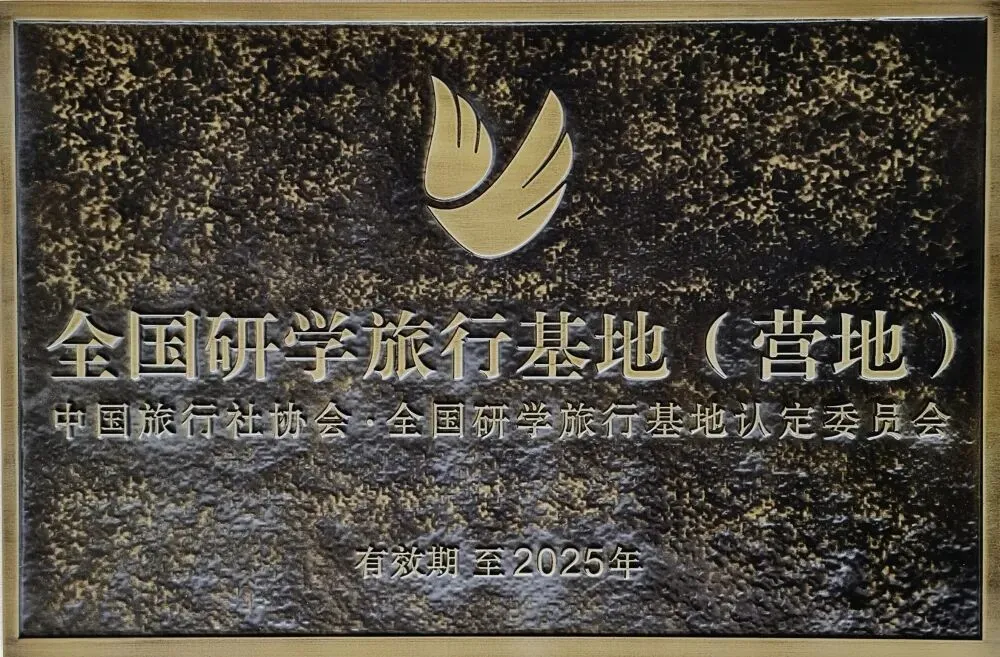 全国研学旅行基地（营地）
中国旅行社协会·全国研学旅行基地认定委员会
有效期 至2025年